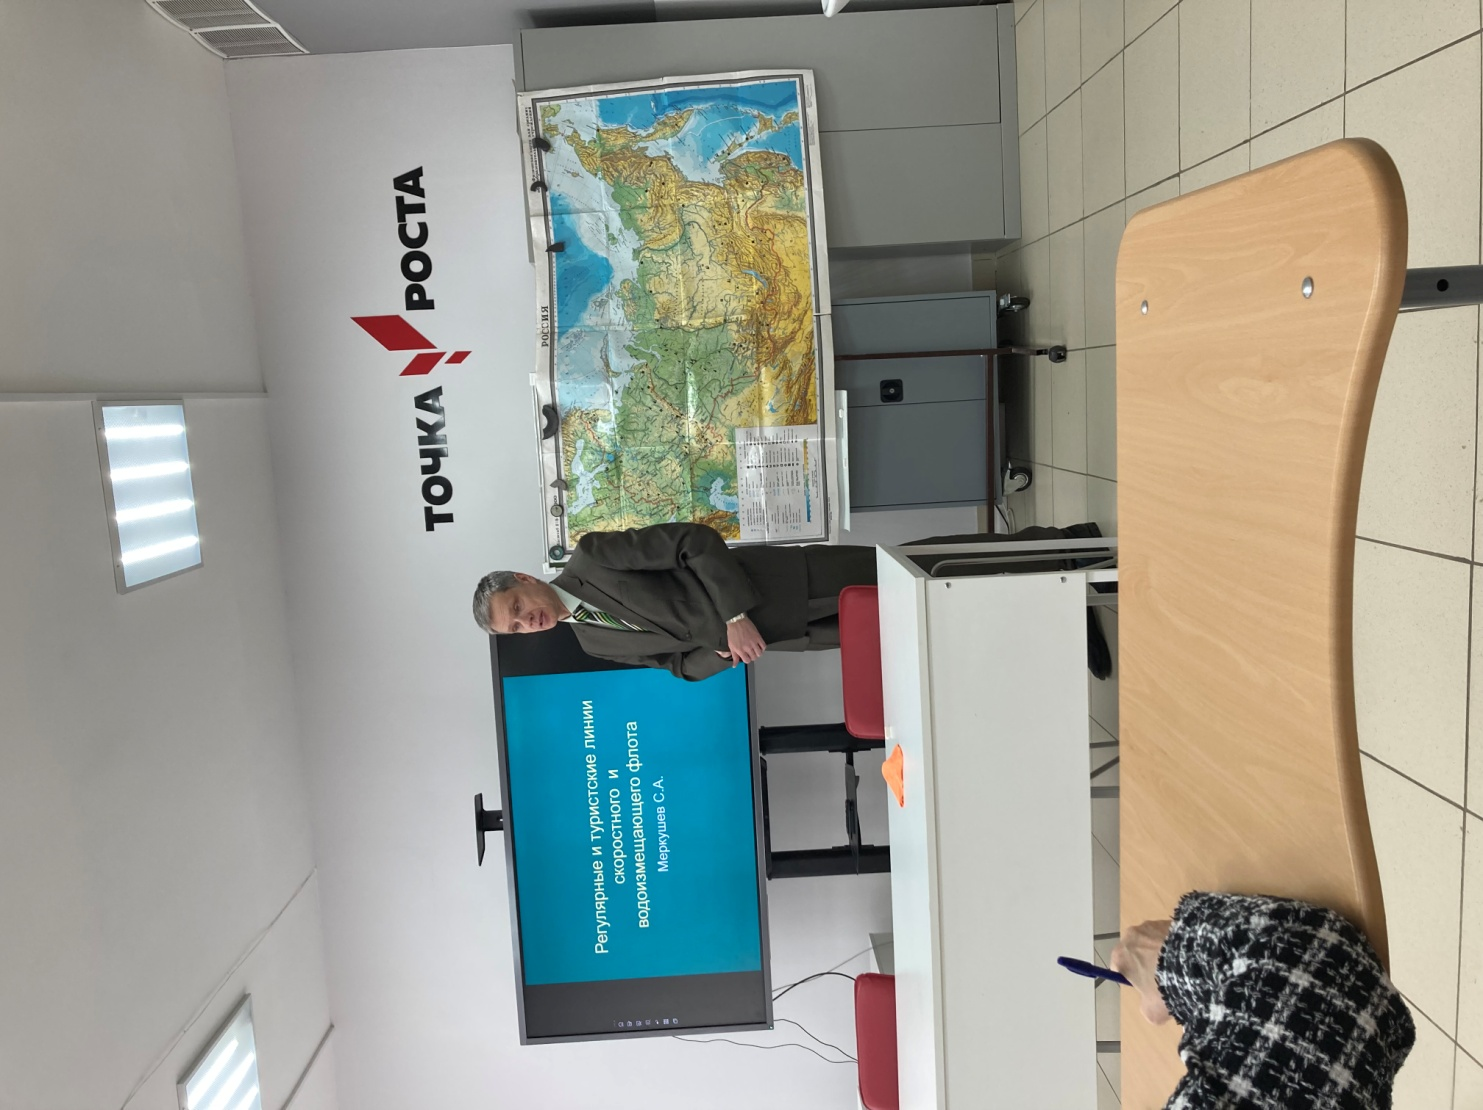 ТОЧКА РОСТА
Регулярные и туристские линии
скоростного и
водоизмещающего флота
Меркушев С.А.
РОССИЯ